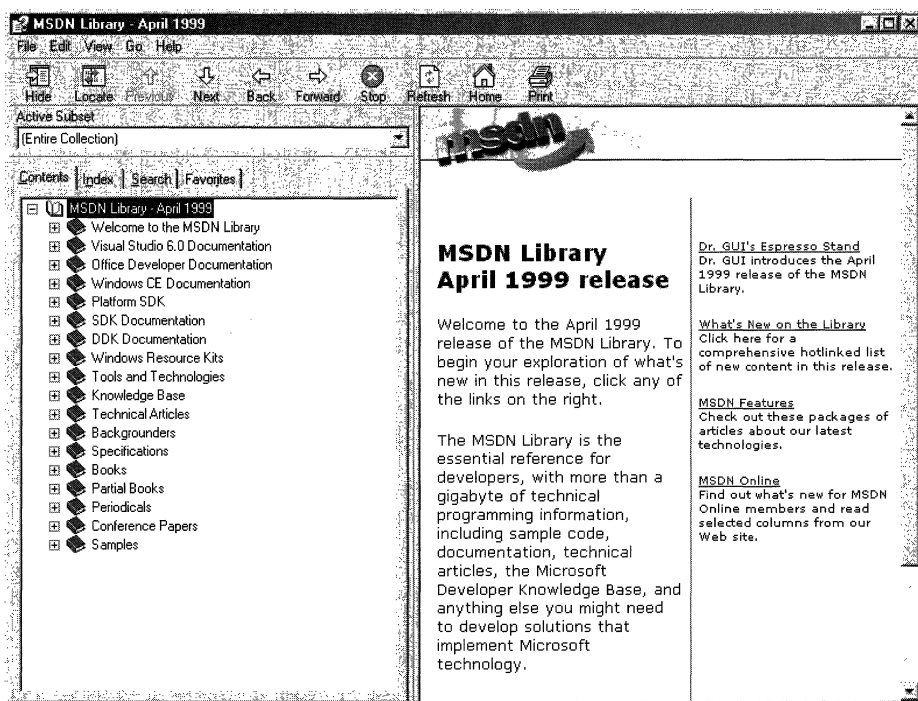 MSDN Library - April 1999
File Edit View Go Help
Hide Locate Previous Next Back Forward Stop Refresh Home Print
Active Subset
(Entire Collection)
msdn
Contents Index Search Favorites
MSDN Library - April 1999
Welcome to the MSDN Library
Visual Studio 6.0 Documentation
Office Developer Documentation
Windows CE Documentation
Platform SDK
SDK Documentation
DDK Documentation
Windows Resource Kits
Tools and Technologies
Knowledge Base
Technical Articles
Backgrounders
Specifications
Books
Partial Books
Periodicals
Conference Papers
Samples
MSDN Library
April 1999 release
Welcome to the April 1999
release of the MSDN Library. To
begin your exploration of what's
new in this release, click any of
the links on the right.
The MSDN Library is the
essential reference for
developers, with more than a
gigabyte of technical
programming information,
including sample code,
documentation, technical
articles, the Microsoft
Developer Knowledge Base, and
anything else you might need
to develop solutions that
implement Microsoft
technology.
Dr. GUI's Espresso Stand
Dr. GUI introduces the April
1999 release of the MSDN
Library.
What's New on the Library
Click here for a
comprehensive hotlinked list
of new content in this release.
MSDN Features
Check out these packages of
articles about our latest
technologies.
MSDN Online
Find out what's new for MSDN
Online members and read
selected columns from our
Web site.